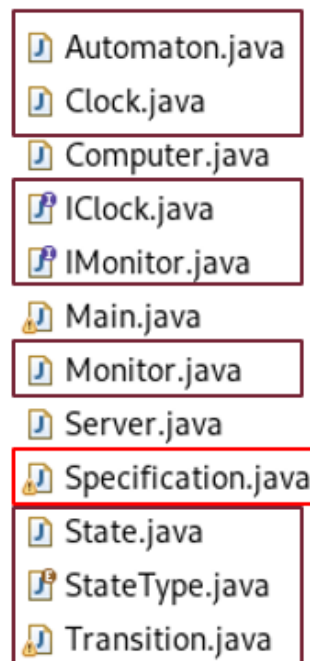 Automaton.java
Clock.java
Computer.java
IClock.java
IMonitor.java
Main.java
Monitor.java
Server.java
Specification.java
State.java
StateType.java
Transition.java